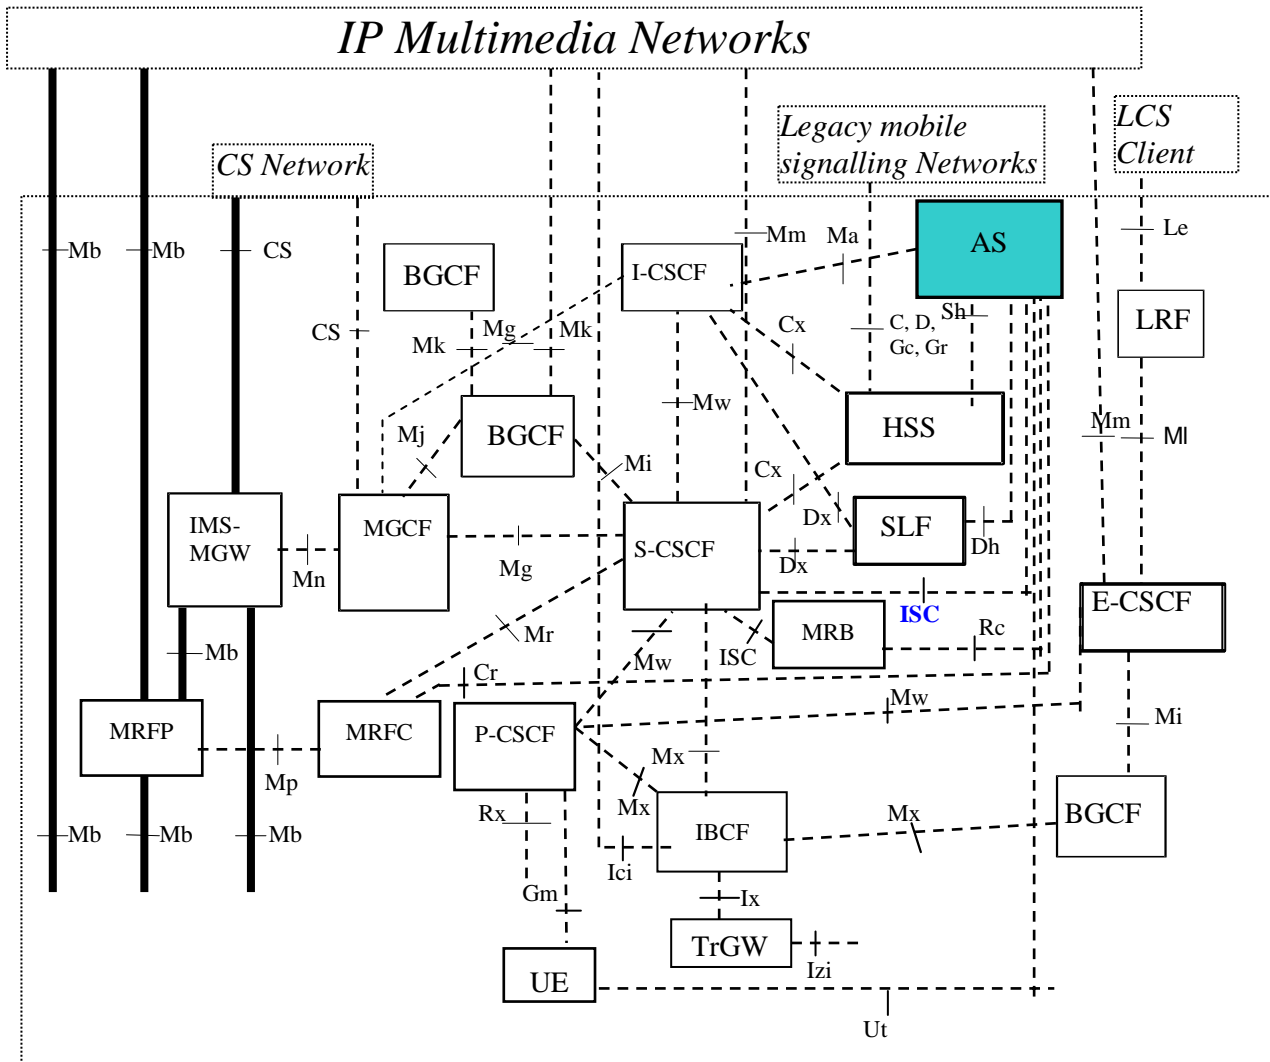 IP Multimedia Networks
LCS
Client
Legacy mobile
signalling Networks
CS Network
Mb
Mb
CS
Mm
Ma
AS
Le
BGCF
I-CSCF
Sh
C, D,
Gc, Gr
LRF
CS
Mk
Mg
Mk
Cx
Mw
HSS
Mm
Ml
Mj
BGCF
Mi
Cx
IMS-
MGW
MGCF
S-CSCF
Dx
SLF
Dh
Mn
Mg
Dx
ISC
E-CSCF
Mr
Mw
ISC
MRB
Rc
Mb
Cr
Mw
Mi
MRFP
MRFC
P-CSCF
Mp
Mx
Mx
Mb
Mb
Mb
Rx
IBCF
Mx
BGCF
Ici
Gm
Ix
TrGW
Izi
UE
Ut